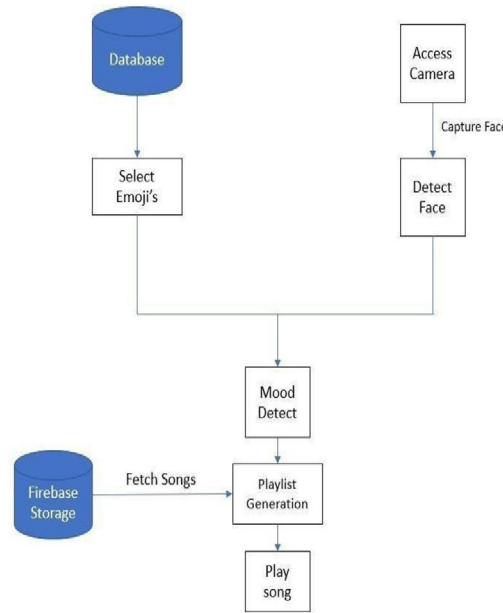 Database
Access
Camera
Capture Face
Select
Emoji's
Detect
Face
Mood
Detect
Fetch Songs
Firebase
Storage
Playlist
Generation
Play
song